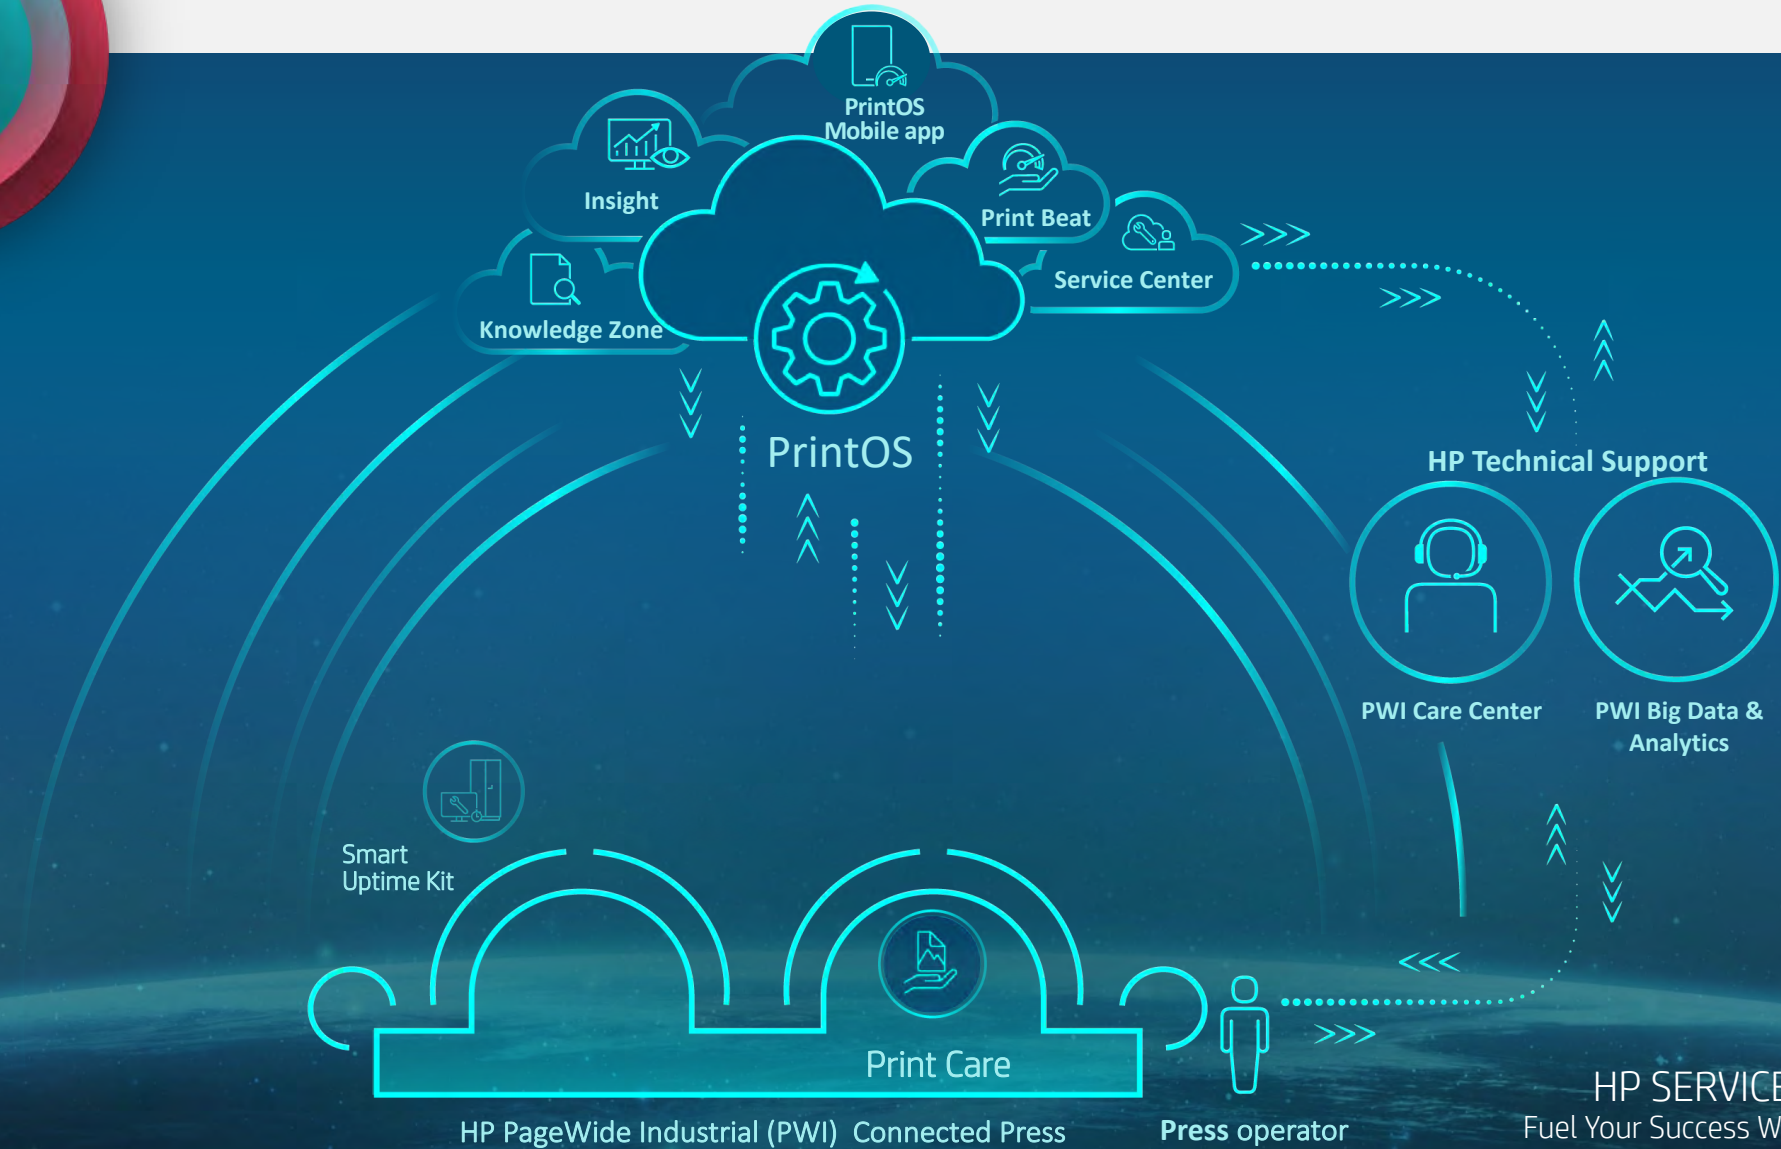 PrintOS
Mobile app
Insight
Print Beat
Service Center
Knowledge Zone
PrintOS
HP Technical Support
PWI Care Center
PWI Big Data &
Analytics
Smart
Uptime Kit
Print Care
HP PageWide Industrial (PWI) Connected Press
Press operator
HP SERVICE
Fuel Your Success W